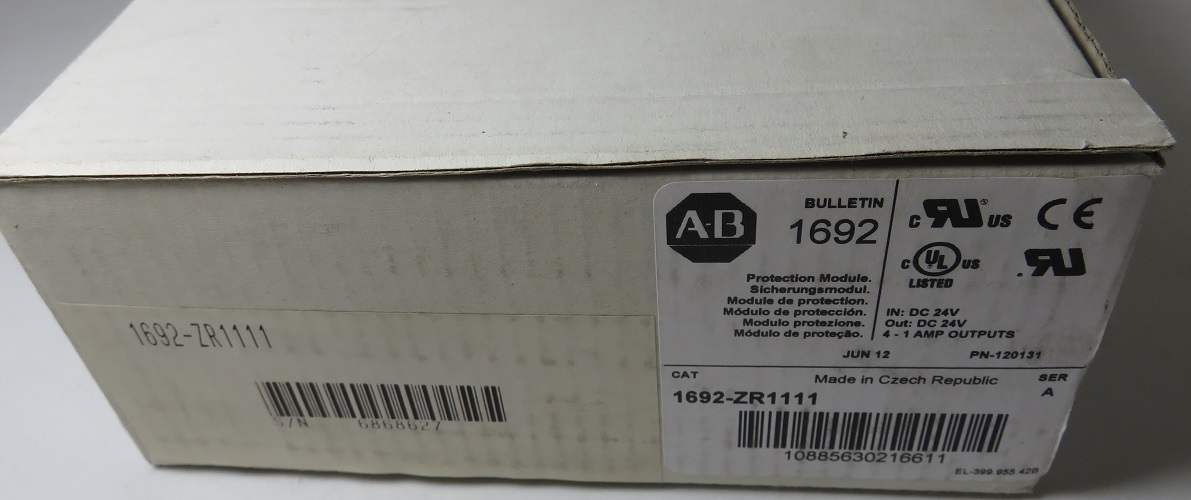 1692-ZR1111
S/N 6868627
A-B
BULLETIN
1692
Protection Module.
Sicherungsmodul.
Module de protection.
Módulo de protección.
Modulo protezione.
Módulo de proteção.
c RU ® US CE
c UL US
LISTED
.RU
IN: DC 24V
Out: DC 24V
4 - 1 AMP OUTPUTS
JUN 12 PN-120131
CAT Made in Czech Republic SER
1692-ZR1111 A
10885630216611
EL-399.955.42B